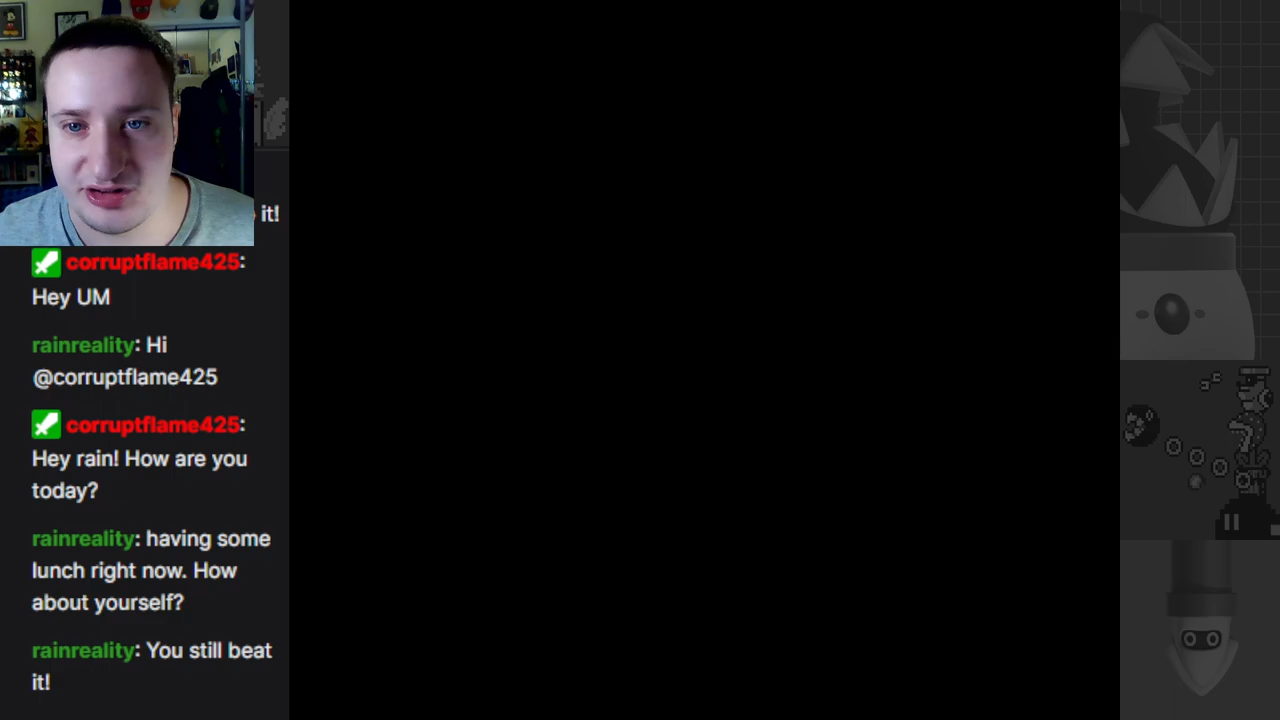 it!
corruptflame425:
Hey UM
rainreality: Hi
@corruptflame425
corruptflame425:
Hey rain! How are you
today?
rainreality: having some
lunch right now. How
about yourself?
rainreality: You still beat
it!